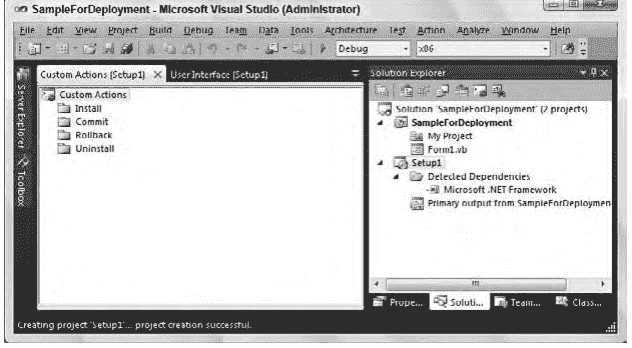 SampleForDeployment - Microsoft Visual Studio (Administrator)
File Edit View Project Build Debug Team Data Tools Architecture Test Action Analyze Window Help
Debug x86
Custom Actions (Setup1) User Interface (Setup1)
Custom Actions
Install
Commit
Rollback
Uninstall
Server Explorer
Toolbox
Solution Explorer
Solution 'SampleForDeployment' (2 projects)
SampleForDeployment
My Project
Form1.vb
Setup1
Detected Dependencies
Microsoft .NET Framework
Primary output from SampleForDeploymen
Prope... Soluti... Team... Class...
Creating project 'Setup1'... project creation successful.